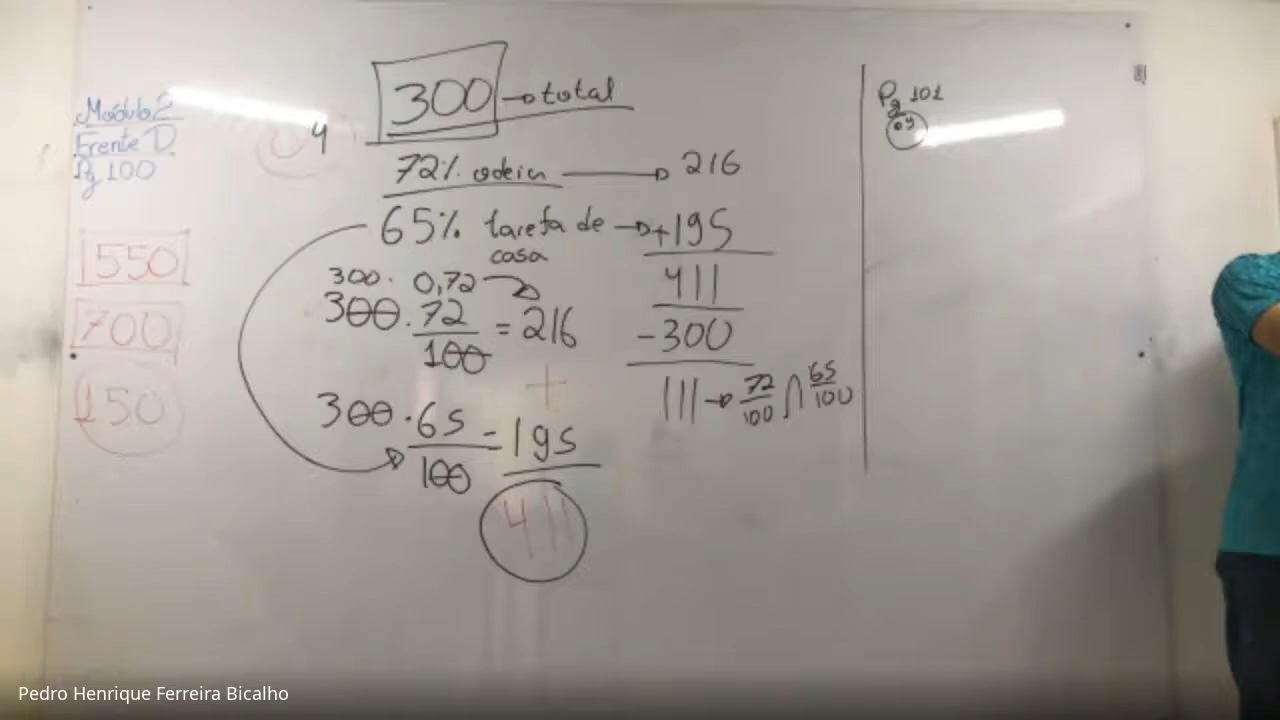 Módulo 2
Frente D
Pg 100
550
700
150
4
300 → total
72% odeia → 216
65% tarefa de casa → +195
411
-300
111 → 72/100 ∩ 65/100
300 · 0,72
300 · 72/100 = 216
+
300 · 65/100 = 195
411
Pg 101
09
Pedro Henrique Ferreira Bicalho